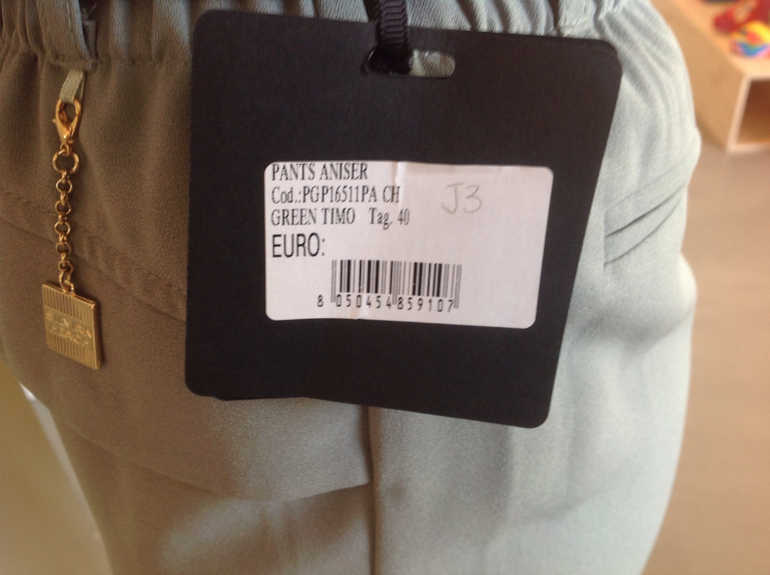 PANTS ANISER
Cod.:PGP16511PA CH
J3
GREEN TIMO Tag. 40
EURO:
8 050454 859107